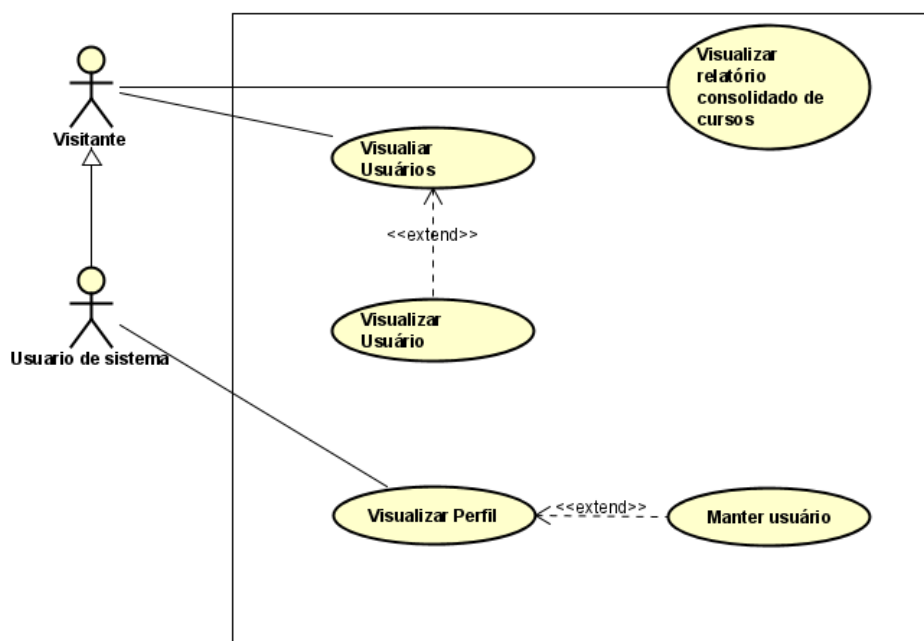 Visualizar
relatório
consolidado de
cursos
Visitante
Visualiar
Usuários
<<extend>>
Visualizar
Usuário
Usuario de sistema
Visualizar Perfil
<<extend>>
Manter usuário